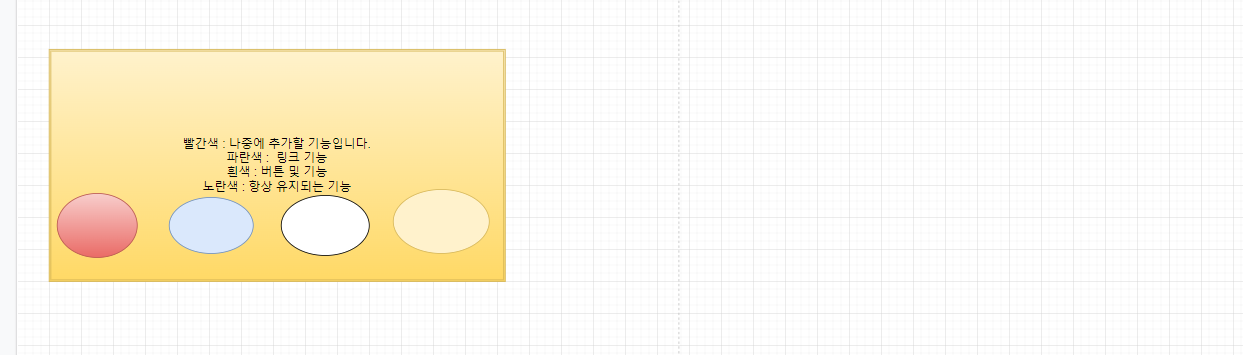 빨간색 : 나중에 추가할 기능입니다.
파란색 :  링크 기능
흰색 : 버튼 및 기능
노란색 : 항상 유지되는 기능